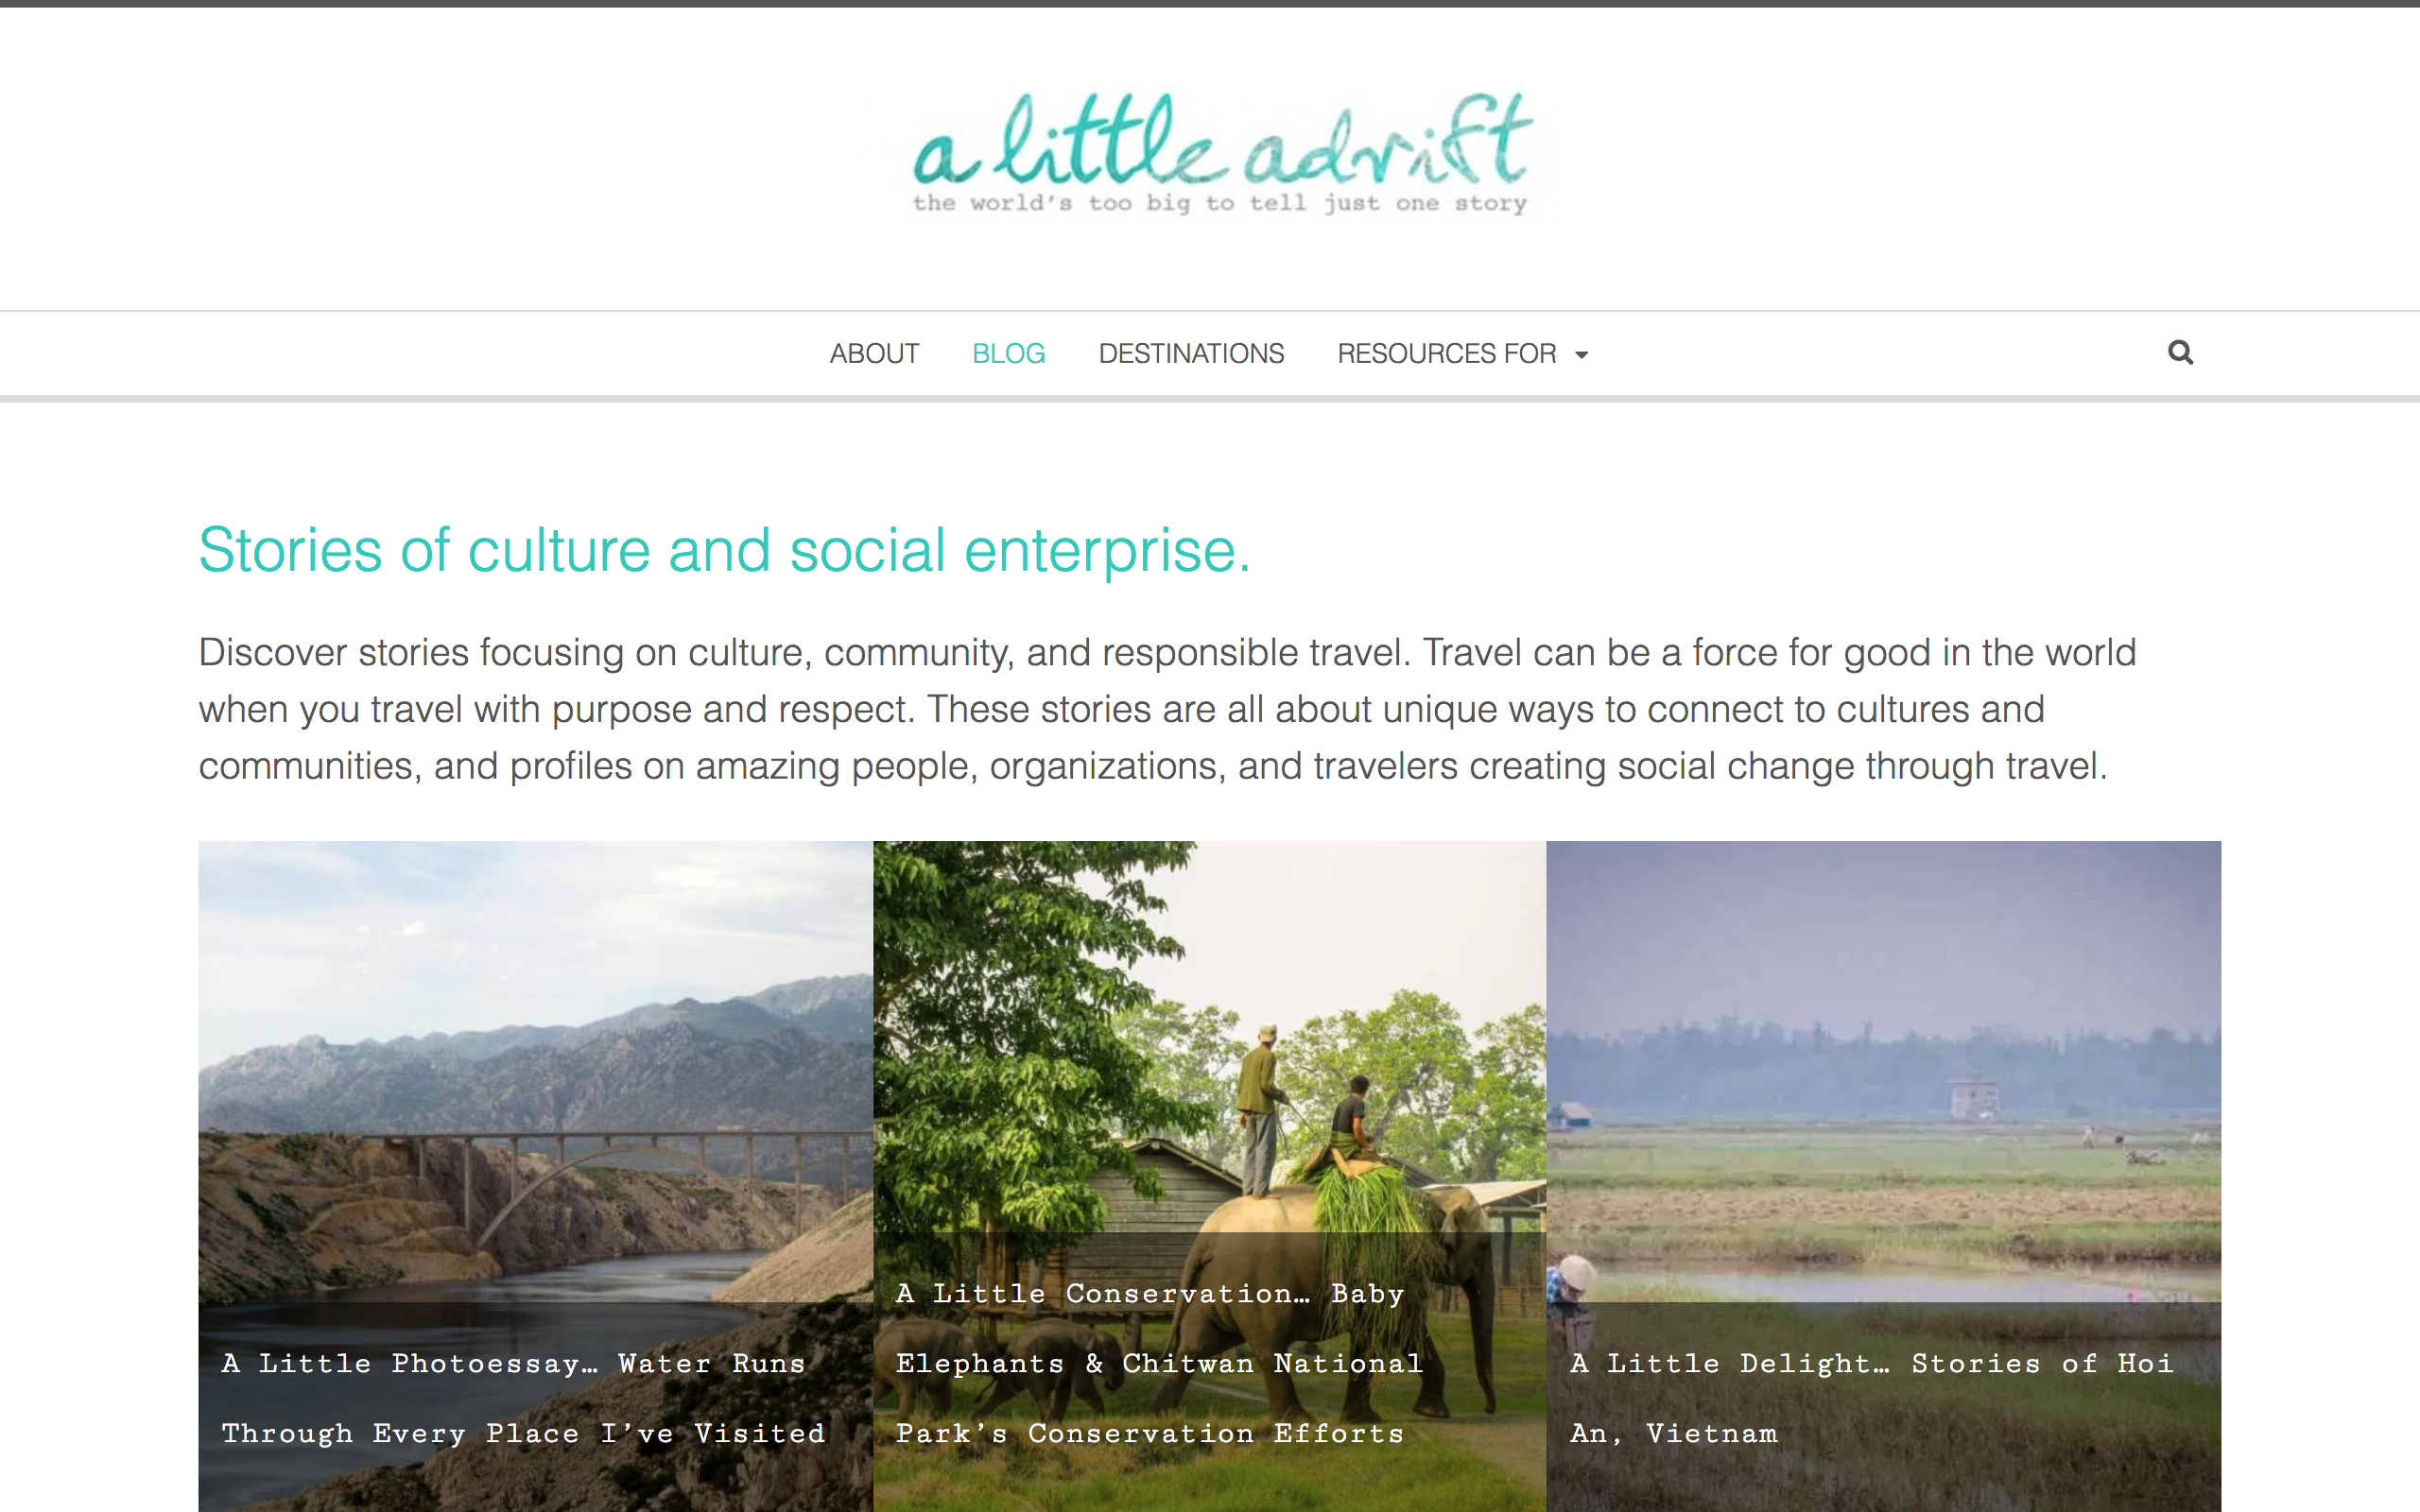 a little adrift
the world's too big to tell just one story
ABOUT BLOG DESTINATIONS RESOURCES FOR
Stories of culture and social enterprise.
Discover stories focusing on culture, community, and responsible travel. Travel can be a force for good in the world
when you travel with purpose and respect. These stories are all about unique ways to connect to cultures and
communities, and profiles on amazing people, organizations, and travelers creating social change through travel.
A Little Photoessay… Water Runs
Through Every Place I’ve Visited
A Little Conservation… Baby
Elephants & Chitwan National
Park’s Conservation Efforts
A Little Delight… Stories of Hoi
An, Vietnam